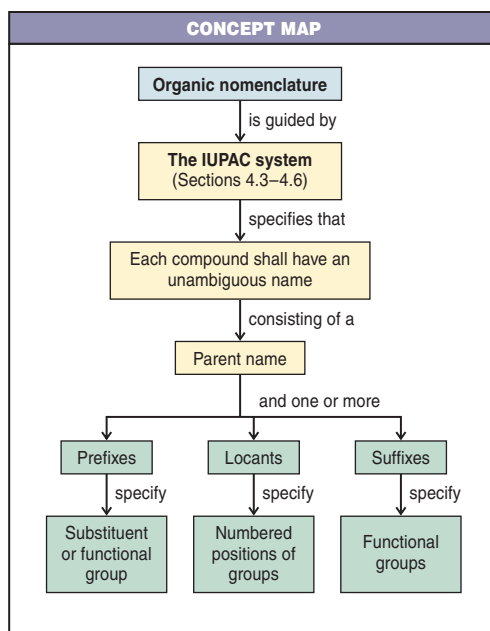 CONCEPT MAP
Organic nomenclature
is guided by
The IUPAC system
(Sections 4.3–4.6)
specifies that
Each compound shall have an
unambiguous name
consisting of a
Parent name
and one or more
Prefixes
Locants
Suffixes
specify
specify
specify
Substituent
or functional
group
Numbered
positions of
groups
Functional
groups